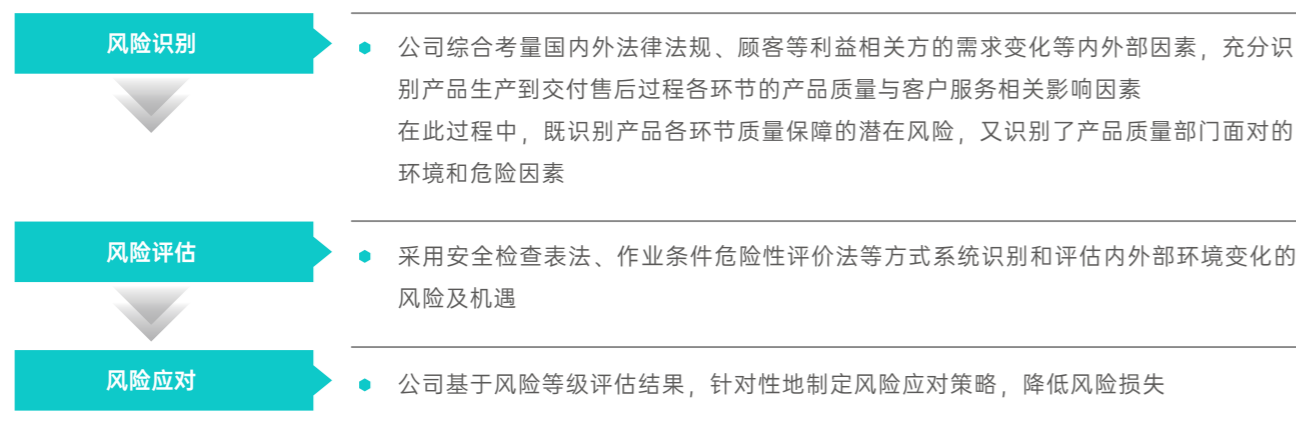 风险识别
公司综合考量国内外法律法规、顾客等利益相关方的需求变化等内外部因素，充分识
别产品生产到交付售后过程各环节的产品质量与客户服务相关影响因素
在此过程中，既识别产品各环节质量保障的潜在风险，又识别了产品质量部门面对的
环境和危险因素
风险评估
采用安全检查表法、作业条件危险性评价法等方式系统识别和评估内外部环境变化的
风险及机遇
风险应对
公司基于风险等级评估结果，针对性地制定风险应对策略，降低风险损失